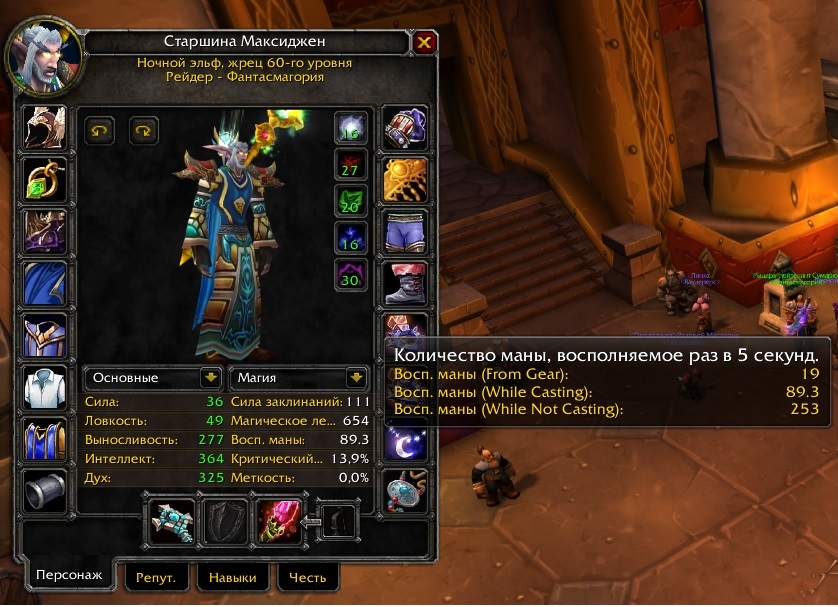 Старшина Максиджен
Ночной эльф, жрец 60-го уровня
Рейдер - Фантасмагория
16
27
20
16
30
Количество маны, восполняемое раз в 5 секунд.
Восп. маны (From Gear): 19
Восп. маны (While Casting): 89.3
Восп. маны (While Not Casting): 253
Основные Магия
Сила: 36 Сила заклинаний: 111
Ловкость: 49 Магическое ле... 654
Выносливость: 277 Восп. маны: 89.3
Интеллект: 364 Критический... 13,9%
Дух: 325 Меткость: 0,0%
Персонаж Репут. Навыки Честь